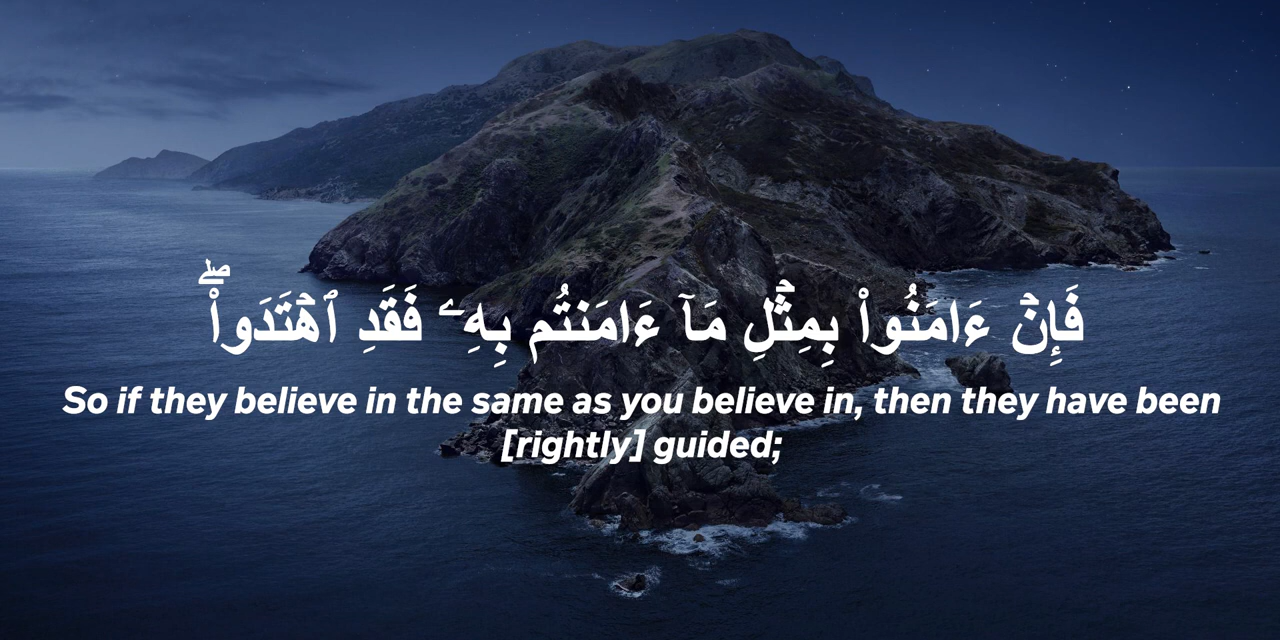 فَإِنۡ ءَامَنُواْ بِمِثۡلِ مَآ ءَامَنتُم بِهِۦ فَقَدِ ٱهۡتَدَواْۖ
So if they believe in the same as you believe in, then they have been
[rightly] guided;